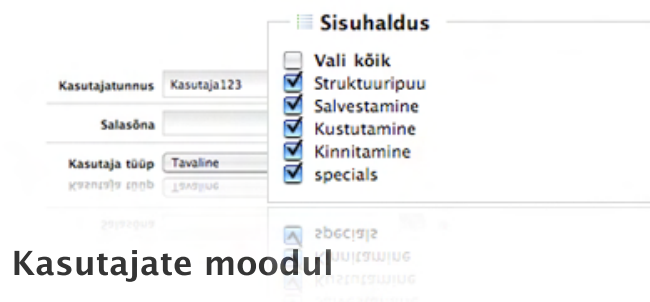 Sisuhaldus
Vali kõik
Struktuuripuu
Salvestamine
Kustutamine
Kinnitamine
specials
Kasutajatunnus Kasutaja123
Salasõna
Kasutaja tüüp Tavaline
Kasutajate moodul